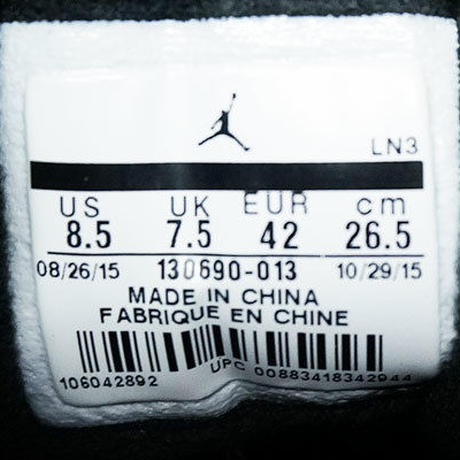 LN3
US UK EUR cm
8.5 7.5 42 26.5
08/26/15 130690-013 10/29/15
MADE IN CHINA
FABRIQUE EN CHINE
106042892 UPC 00883418342944